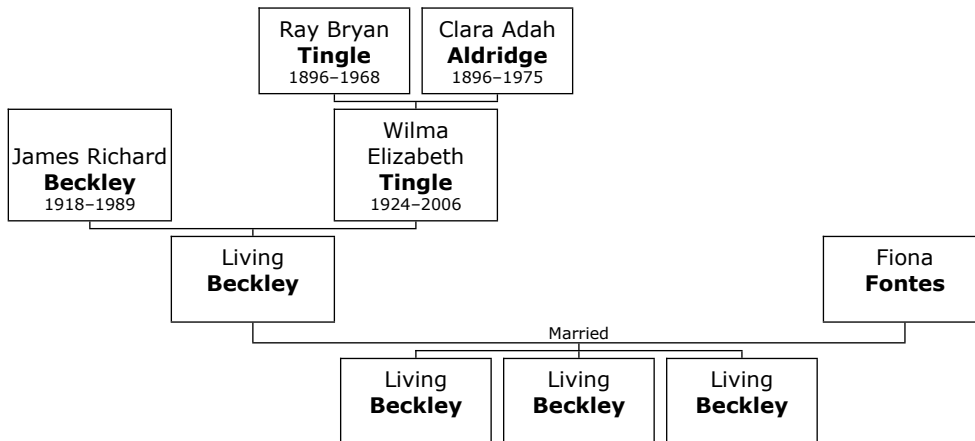 Ray Bryan
Tingle
1896–1968
Clara Adah
Aldridge
1896–1975
James Richard
Beckley
1918–1989
Wilma
Elizabeth
Tingle
1924–2006
Living
Beckley
Fiona
Fontes
Married
Living
Beckley
Living
Beckley
Living
Beckley